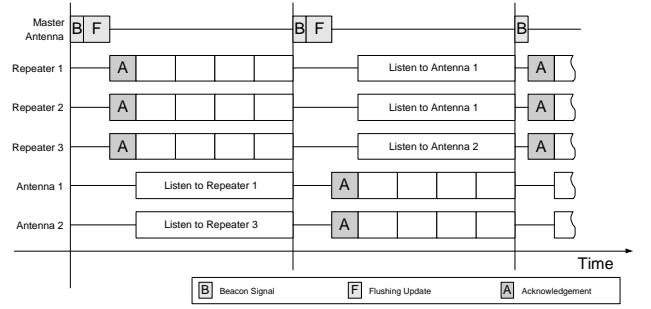 Master
Antenna
B F B F B
Repeater 1 A Listen to Antenna 1 A
Repeater 2 A Listen to Antenna 1 A
Repeater 3 A Listen to Antenna 2 A
Antenna 1 Listen to Repeater 1 A
Antenna 2 Listen to Repeater 3 A
Time
B Beacon Signal F Flushing Update A Acknowledgement